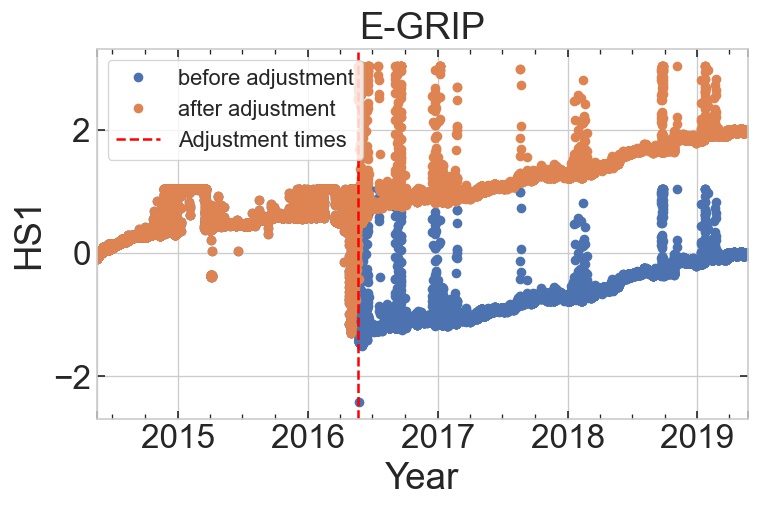 E-GRIP
before adjustment
after adjustment
Adjustment times
HS1
2
0
−2
2015 2016 2017 2018 2019
Year